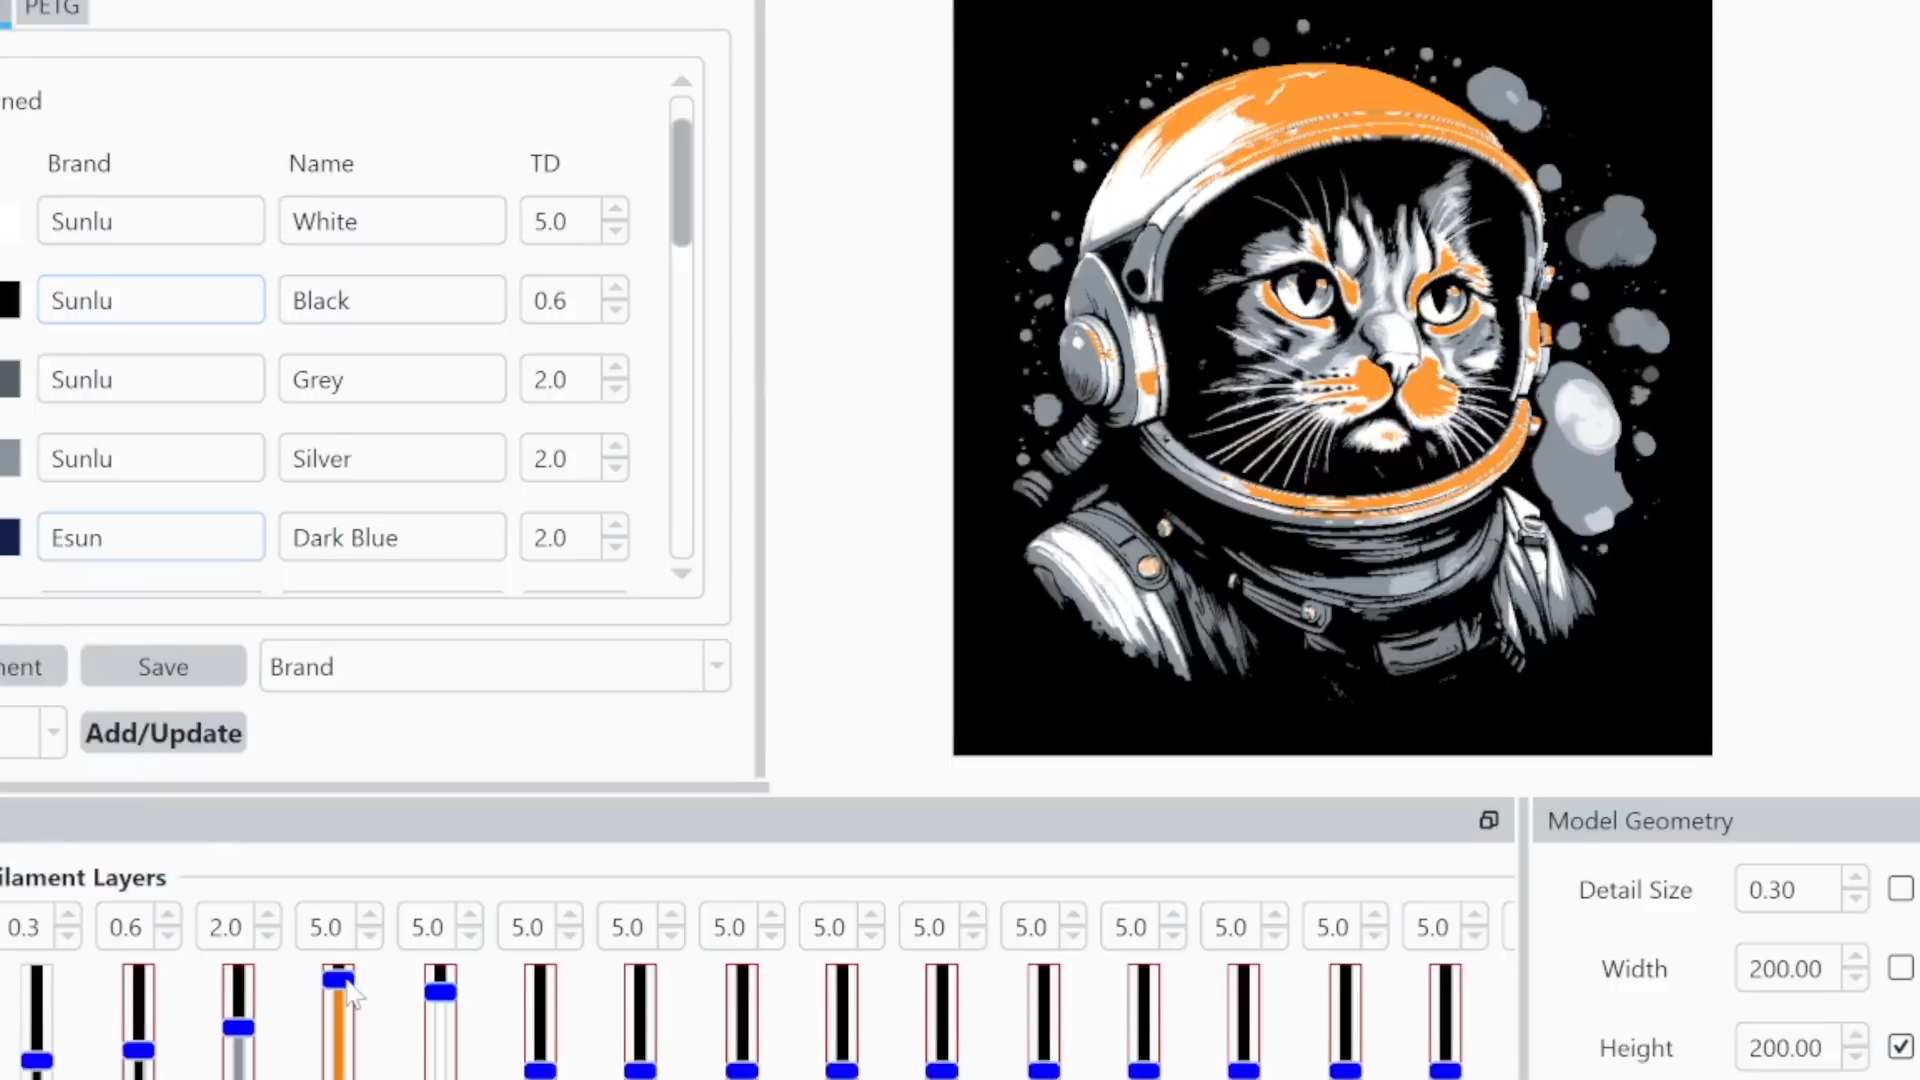 PETG
ned
Brand Name TD
Sunlu White 5.0
Sunlu Black 0.6
Sunlu Grey 2.0
Sunlu Silver 2.0
Esun Dark Blue 2.0
ment Save Brand
Add/Update
Model Geometry
ilament Layers
0.3 0.6 2.0 5.0 5.0 5.0 5.0 5.0 5.0 5.0 5.0 5.0 5.0 5.0 5.0
Detail Size 0.30
Width 200.00
Height 200.00